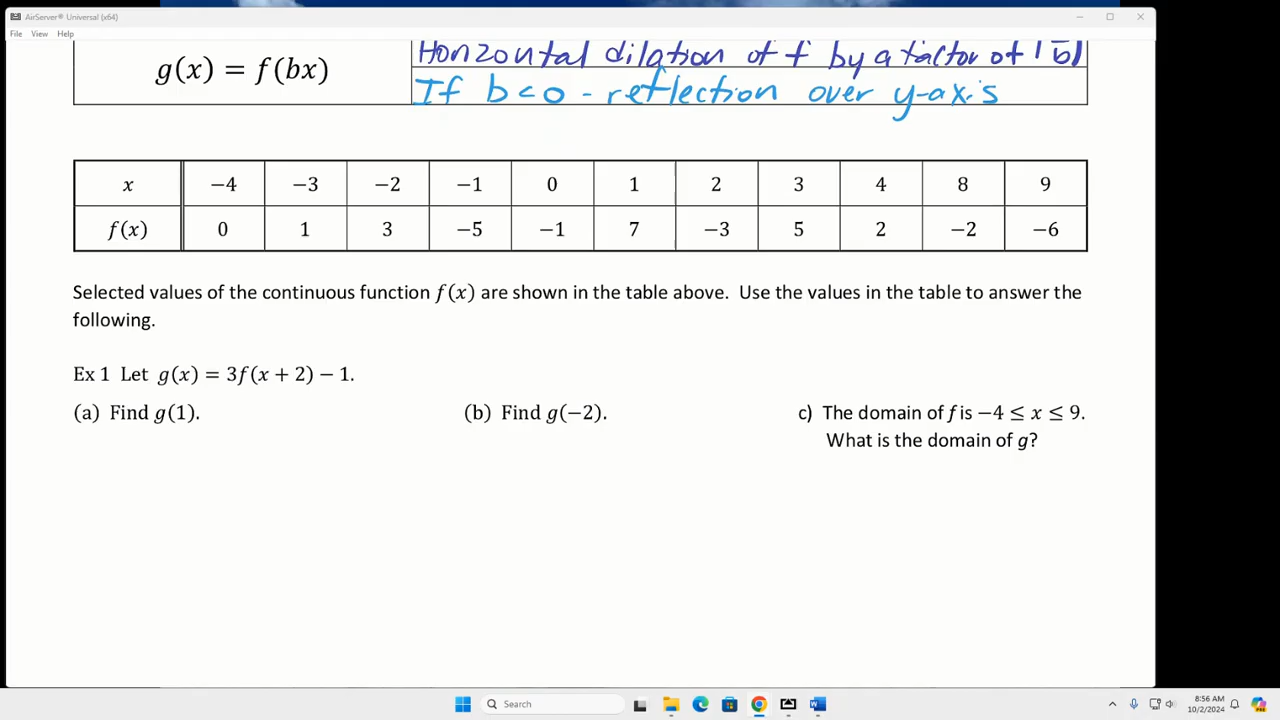 AirServer® Universal (x64)
File View Help
Horizontal dilation of f by a factor of |1/b|
g(x) = f(bx)
If b < 0 - reflection over y-axis
x −4 −3 −2 −1 0 1 2 3 4 8 9
f(x) 0 1 3 −5 −1 7 −3 5 2 −2 −6
Selected values of the continuous function f(x) are shown in the table above. Use the values in the table to answer the
following.
Ex 1 Let g(x) = 3f(x + 2) − 1.
(a) Find g(1). (b) Find g(−2). c) The domain of f is −4 ≤ x ≤ 9.
What is the domain of g?
Search
8:56 AM
10/2/2024